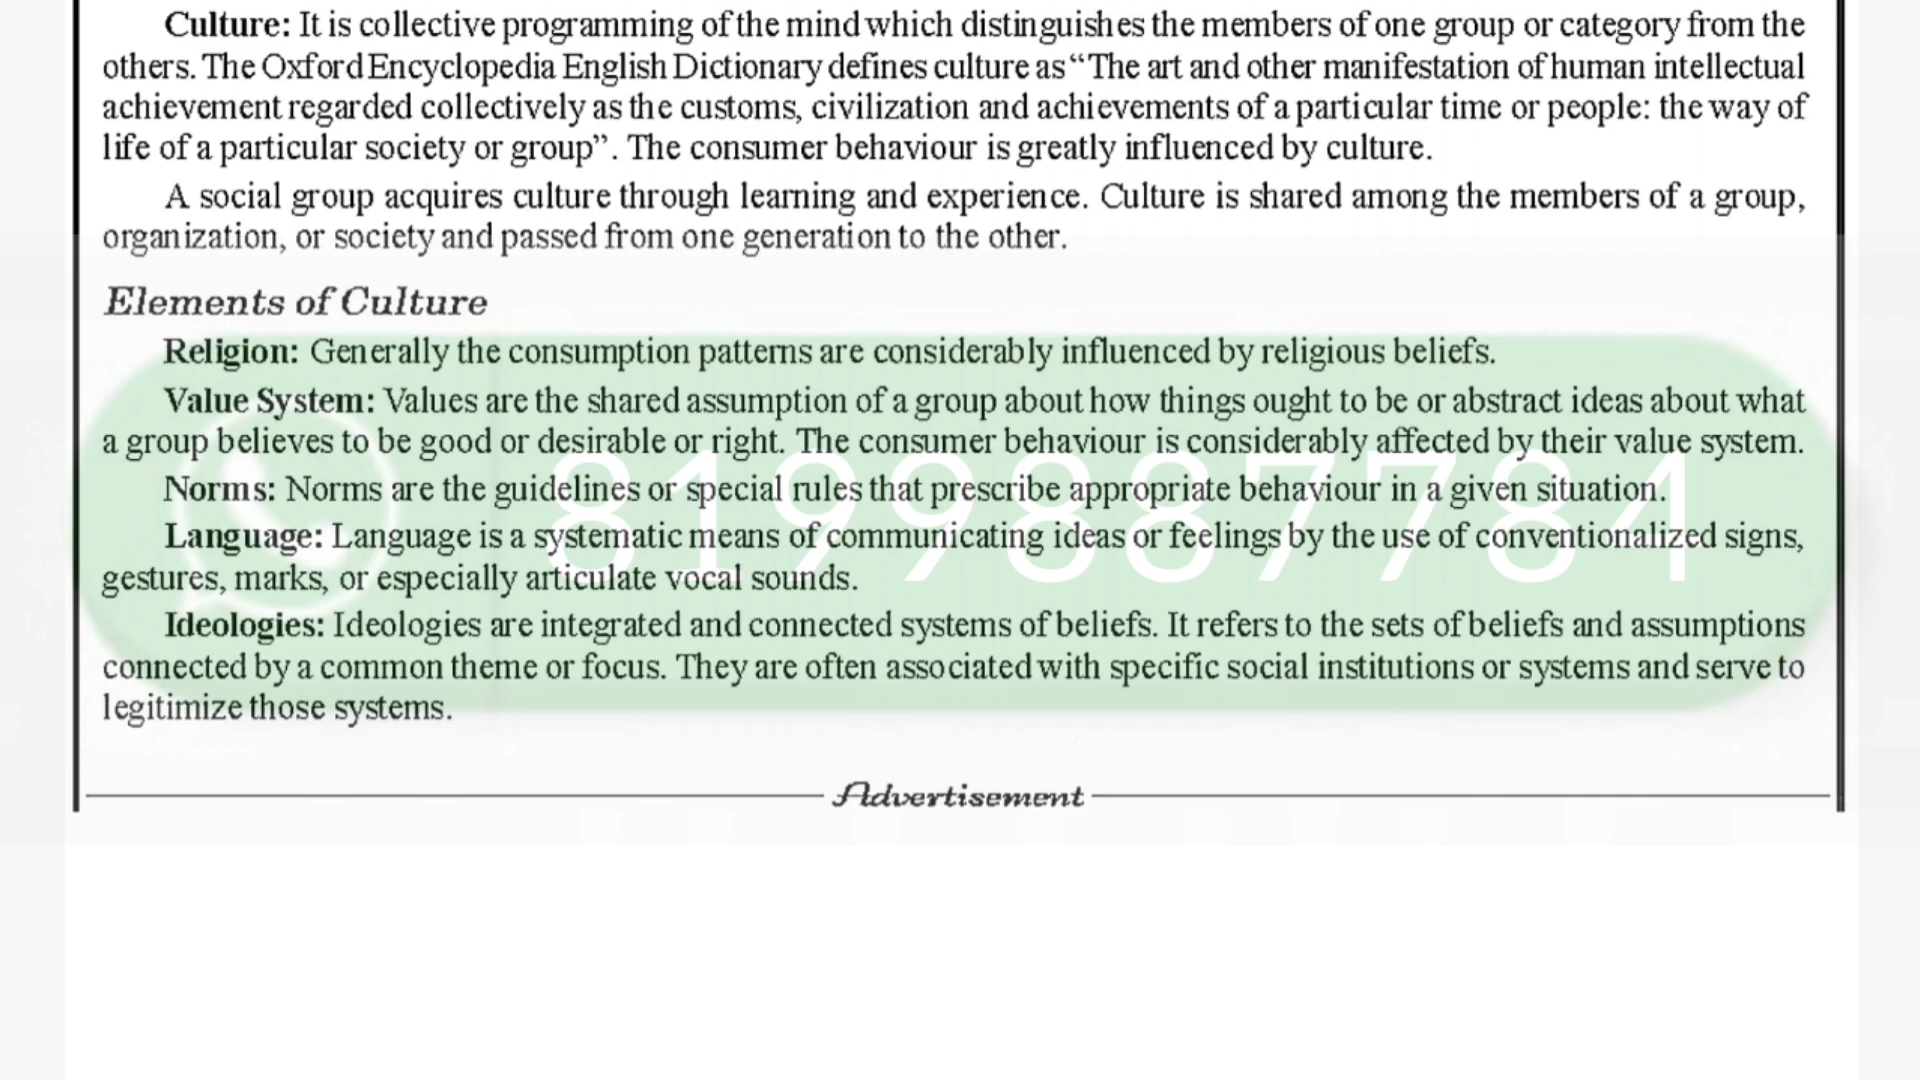 Culture: It is collective programming of the mind which distinguishes the members of one group or category from the
others. The Oxford Encyclopedia English Dictionary defines culture as “The art and other manifestation of human intellectual
achievement regarded collectively as the customs, civilization and achievements of a particular time or people: the way of
life of a particular society or group”. The consumer behaviour is greatly influenced by culture.
A social group acquires culture through learning and experience. Culture is shared among the members of a group,
organization, or society and passed from one generation to the other.
Elements of Culture
Religion: Generally the consumption patterns are considerably influenced by religious beliefs.
Value System: Values are the shared assumption of a group about how things ought to be or abstract ideas about what
a group believes to be good or desirable or right. The consumer behaviour is considerably affected by their value system.
Norms: Norms are the guidelines or special rules that prescribe appropriate behaviour in a given situation.
8199887784
Language: Language is a systematic means of communicating ideas or feelings by the use of conventionalized signs,
gestures, marks, or especially articulate vocal sounds.
Ideologies: Ideologies are integrated and connected systems of beliefs. It refers to the sets of beliefs and assumptions
connected by a common theme or focus. They are often associated with specific social institutions or systems and serve to
legitimize those systems.
Advertisement